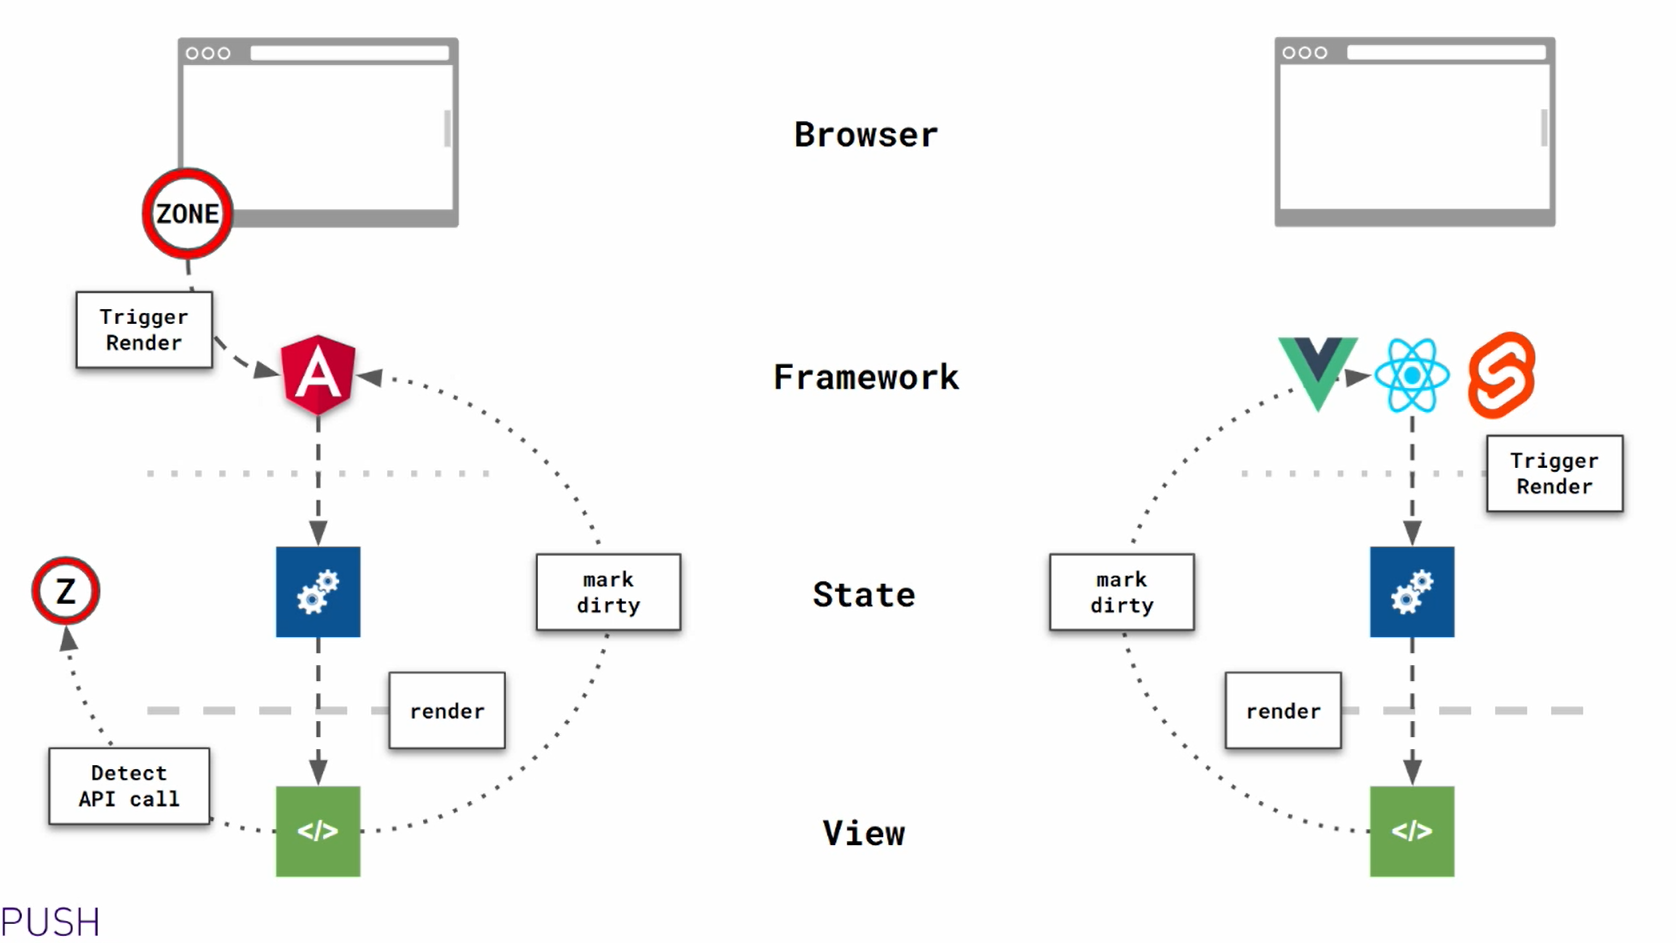 Browser
ZONE
Trigger
Render
A
Framework
Trigger
Render
Z
mark
dirty
State
mark
dirty
render
render
Detect
API call
</>
View
</>
PUSH